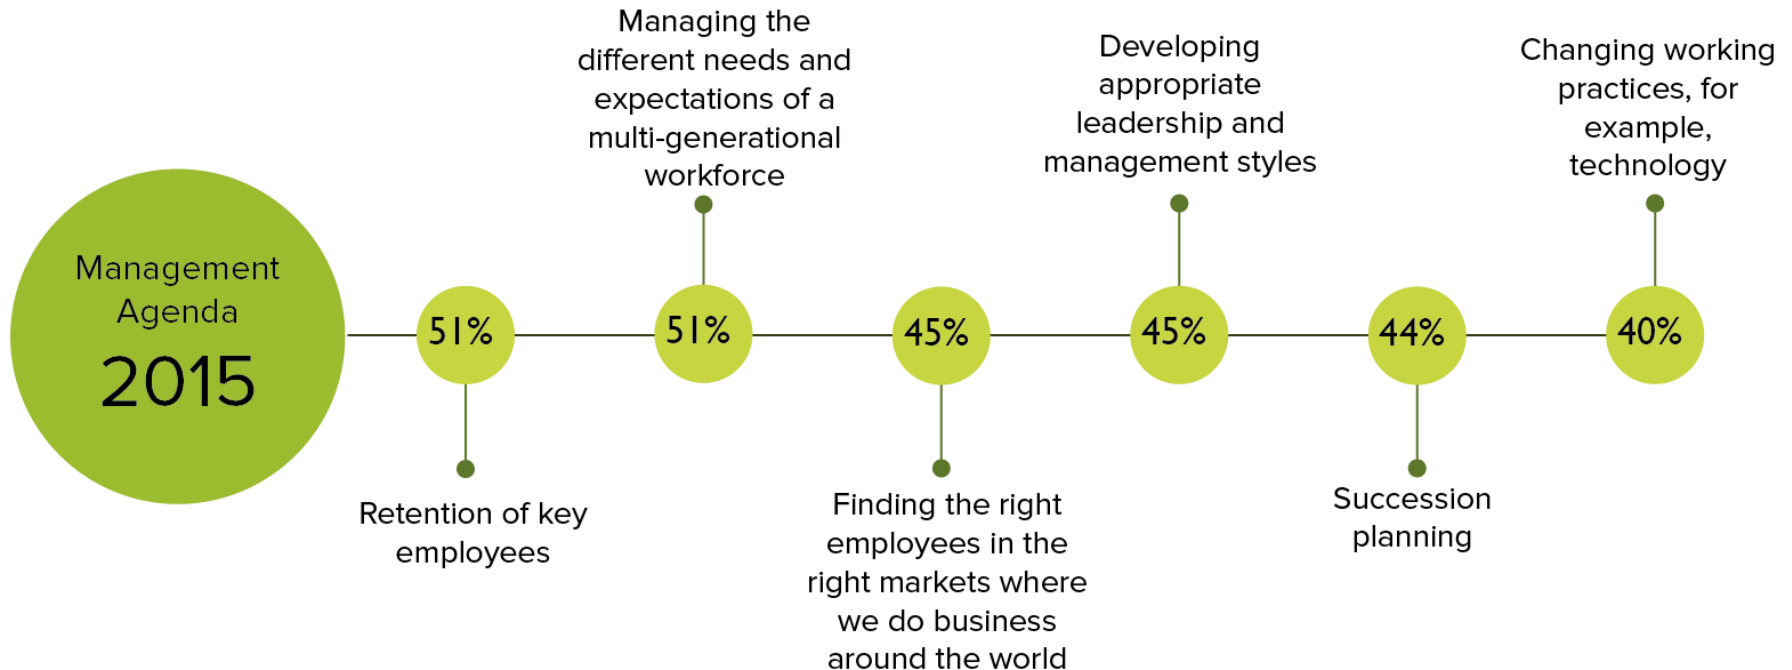 Management
Agenda
2015
51%
Retention of key
employees
Managing the
different needs and
expectations of a
multi-generational
workforce
51%
45%
Finding the right
employees in the
right markets where
we do business
around the world
Developing
appropriate
leadership and
management styles
45%
44%
Succession
planning
Changing working
practices, for
example,
technology
40%